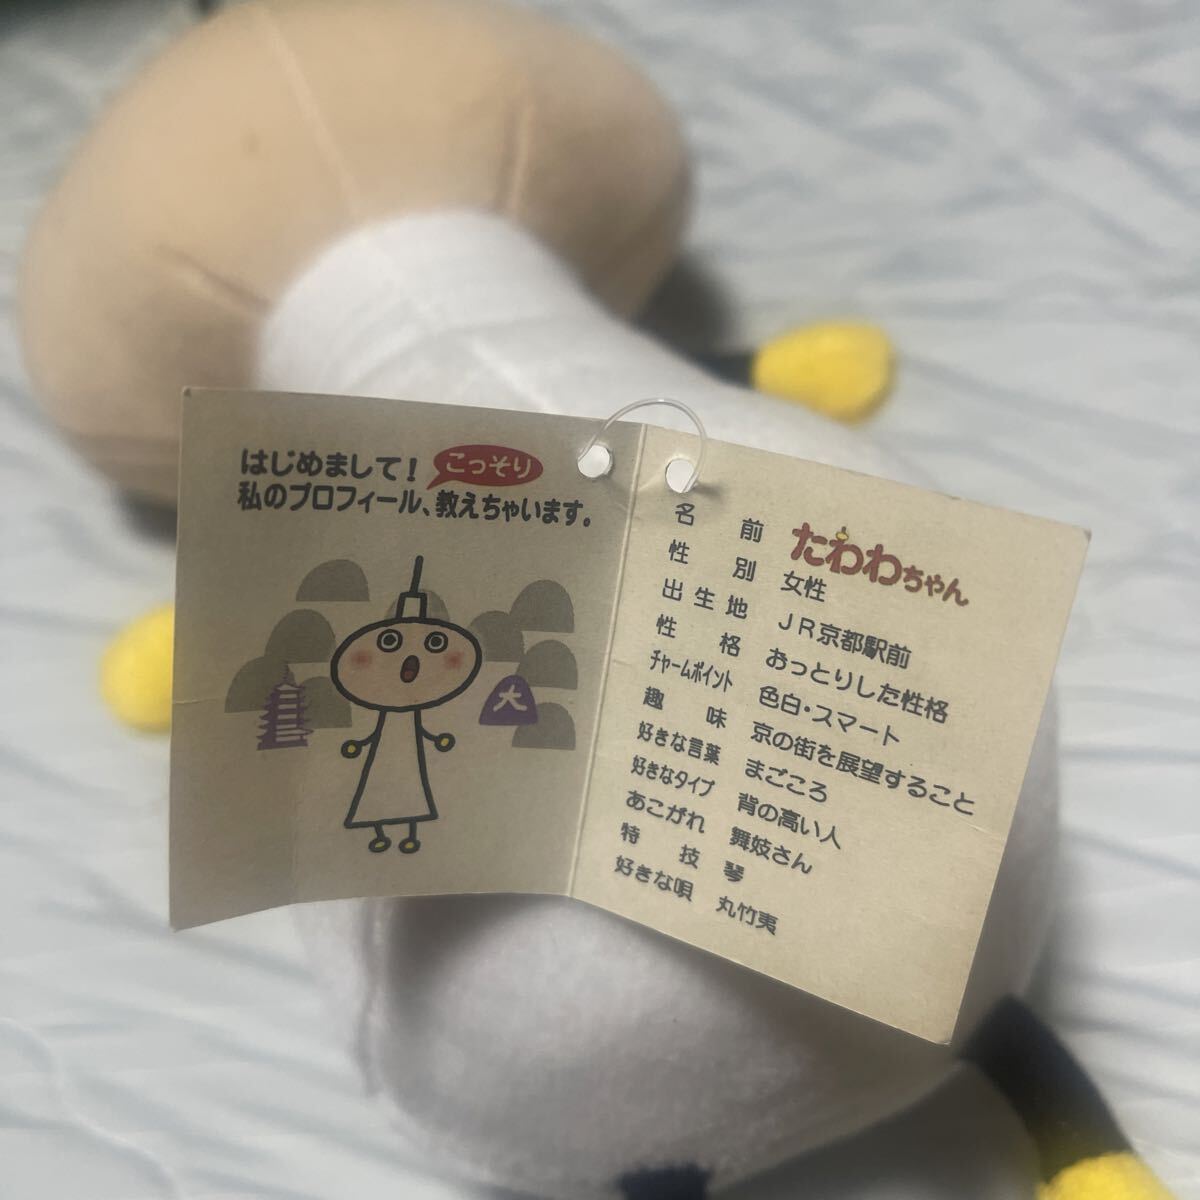 はじめまして！ こっそり
私のプロフィール、教えちゃいます。
大
名前 たわわちゃん
性別 女性
出生地 ＪＲ京都駅前
性格 おっとりした性格
チャームポイント 色白・スマート
趣味 京の街を展望すること
好きな言葉 まごころ
好きなタイプ 背の高い人
あこがれ 舞妓さん
特技 琴
好きな唄 丸竹夷